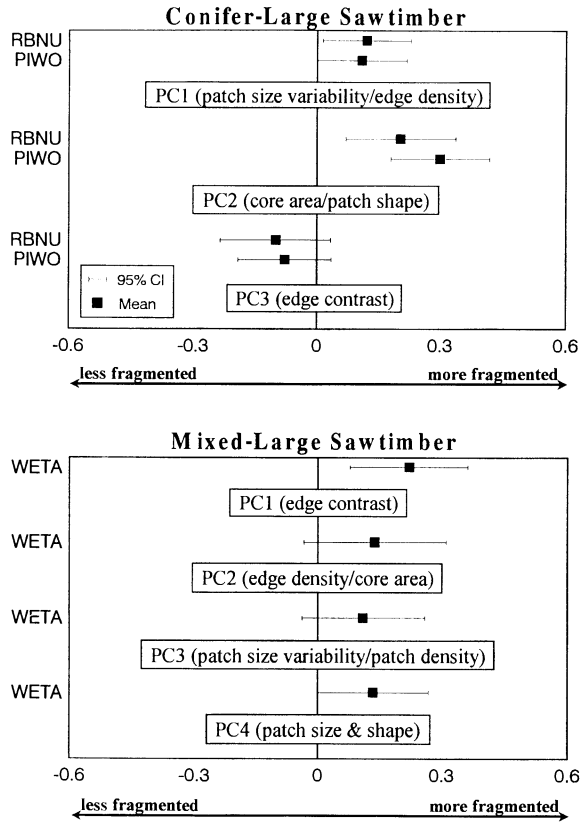 Conifer-Large Sawtimber
RBNU
PIWO
PC1 (patch size variability/edge density)
RBNU
PIWO
PC2 (core area/patch shape)
RBNU
PIWO
95% CI
Mean
PC3 (edge contrast)
-0.6 -0.3 0 0.3 0.6
less fragmented more fragmented
Mixed-Large Sawtimber
WETA
PC1 (edge contrast)
WETA
PC2 (edge density/core area)
WETA
PC3 (patch size variability/patch density)
WETA
PC4 (patch size & shape)
-0.6 -0.3 0 0.3 0.6
less fragmented more fragmented